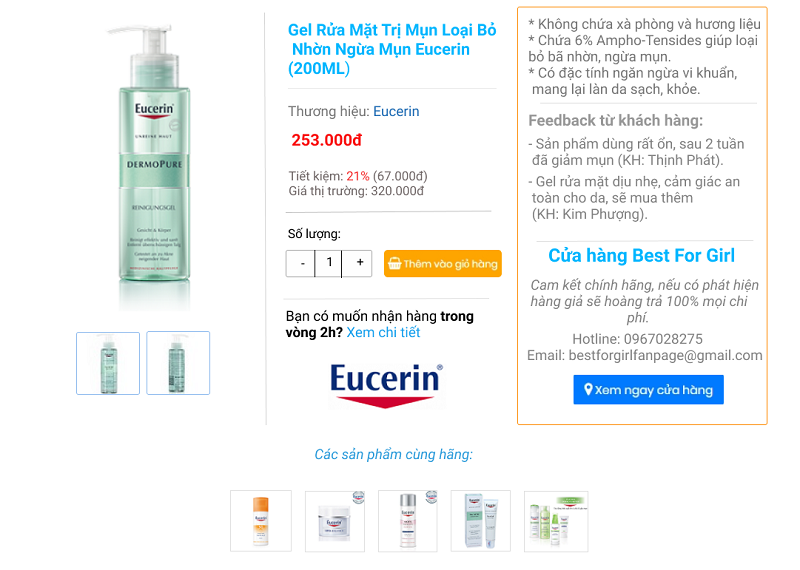 Eucerin
UNREINE HAUT
DERMOPURE
REINIGUNGSGEL
Gesicht & Körper
Gel Rửa Mặt Trị Mụn Loại Bỏ
Nhờn Ngừa Mụn Eucerin
(200ML)
Thương hiệu: Eucerin
253.000đ
Tiết kiệm: 21% (67.000đ)
Giá thị trường: 320.000đ
Số lượng:
- 1 +
Thêm vào giỏ hàng
Bạn có muốn nhận hàng trong
vòng 2h? Xem chi tiết
Eucerin®
* Không chứa xà phòng và hương liệu
* Chứa 6% Ampho-Tensides giúp loại
bỏ bã nhờn, ngừa mụn.
* Có đặc tính ngăn ngừa vi khuẩn,
mang lại làn da sạch, khỏe.
Feedback từ khách hàng:
- Sản phẩm dùng rất ổn, sau 2 tuần
đã giảm mụn (KH: Thịnh Phát).
- Gel rửa mặt dịu nhẹ, cảm giác an
toàn cho da, sẽ mua thêm
(KH: Kim Phượng).
Cửa hàng Best For Girl
Cam kết chính hãng, nếu có phát hiện
hàng giả sẽ hoàng trả 100% mọi chi
phí.
Hotline: 0967028275
Email: bestforgirlfanpage@gmail.com
Xem ngay cửa hàng
Các sản phẩm cùng hãng: